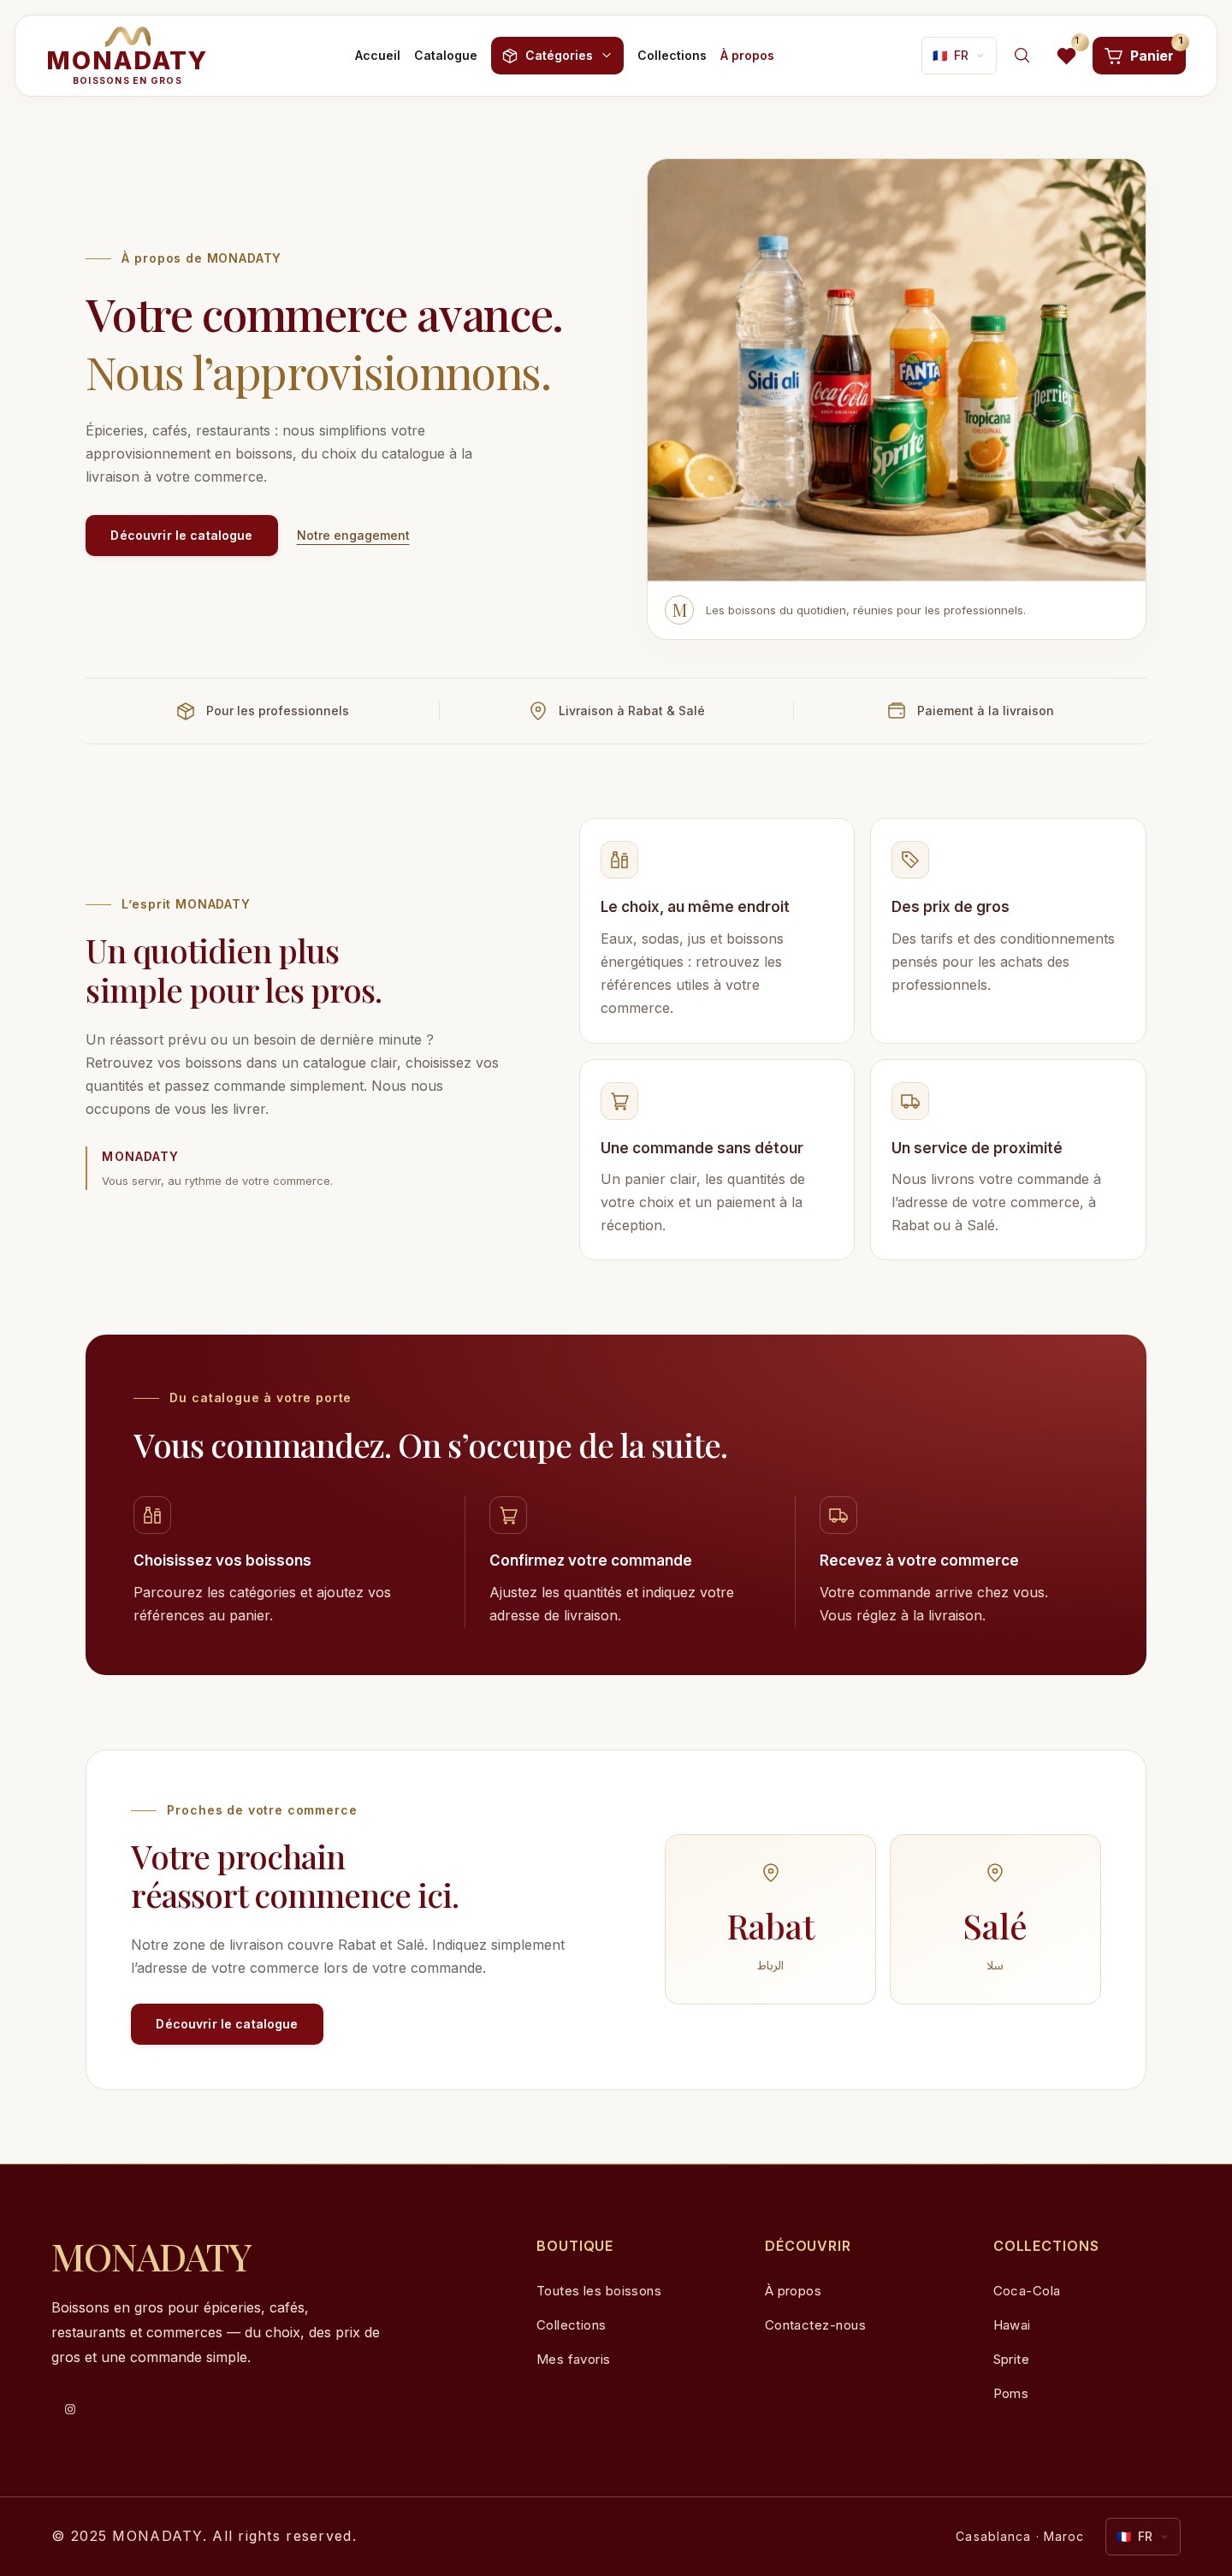 MONADATY
BOISSONS EN GROS
Accueil
Catalogue
Catégories
Collections
À propos
FR
1
Panier
1
À propos de MONADATY
Votre commerce avance.
Nous l’approvisionnons.
Épiceries, cafés, restaurants : nous simplifions votre
approvisionnement en boissons, du choix du catalogue à la
livraison à votre commerce.
Découvrir le catalogue
Notre engagement
Sidi ali
Coca-Cola
GOÛT ORIGINAL
FANTA
Orange
Sprite
Tropicana
ORIGINAL
Perrier
M
Les boissons du quotidien, réunies pour les professionnels.
Pour les professionnels
Livraison à Rabat & Salé
Paiement à la livraison
L’esprit MONADATY
Un quotidien plus
simple pour les pros.
Un réassort prévu ou un besoin de dernière minute ?
Retrouvez vos boissons dans un catalogue clair, choisissez vos
quantités et passez commande simplement. Nous nous
occupons de vous les livrer.
MONADATY
Vous servir, au rythme de votre commerce.
Le choix, au même endroit
Eaux, sodas, jus et boissons
énergétiques : retrouvez les
références utiles à votre
commerce.
Des prix de gros
Des tarifs et des conditionnements
pensés pour les achats des
professionnels.
Une commande sans détour
Un panier clair, les quantités de
votre choix et un paiement à la
réception.
Un service de proximité
Nous livrons votre commande à
l’adresse de votre commerce, à
Rabat ou à Salé.
Du catalogue à votre porte
Vous commandez. On s’occupe de la suite.
Choisissez vos boissons
Parcourez les catégories et ajoutez vos
références au panier.
Confirmez votre commande
Ajustez les quantités et indiquez votre
adresse de livraison.
Recevez à votre commerce
Votre commande arrive chez vous.
Vous réglez à la livraison.
Proches de votre commerce
Votre prochain
réassort commence ici.
Notre zone de livraison couvre Rabat et Salé. Indiquez simplement
l’adresse de votre commerce lors de votre commande.
Découvrir le catalogue
Rabat
الرباط
Salé
سلا
MONADATY
Boissons en gros pour épiceries, cafés,
restaurants et commerces — du choix, des prix de
gros et une commande simple.
BOUTIQUE
Toutes les boissons
Collections
Mes favoris
DÉCOUVRIR
À propos
Contactez-nous
COLLECTIONS
Coca-Cola
Hawai
Sprite
Poms
© 2025 MONADATY. All rights reserved.
Casablanca · Maroc
FR